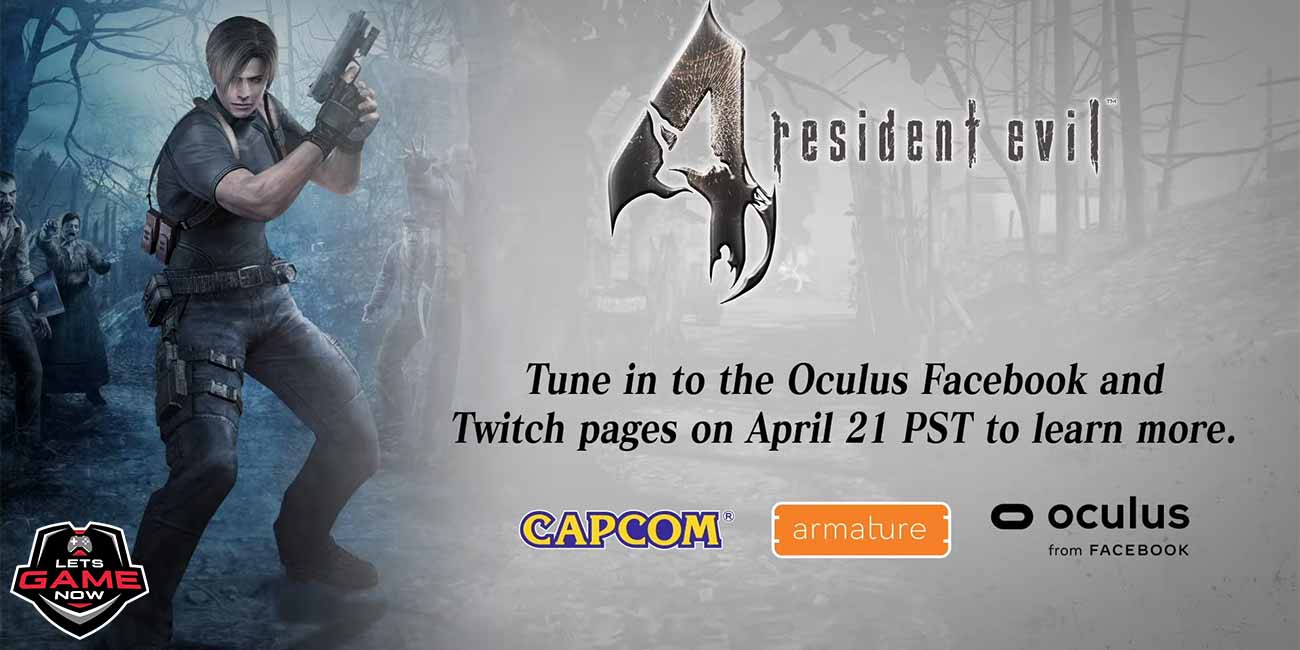 4
resident evil™
Tune in to the Oculus Facebook and
Twitch pages on April 21 PST to learn more.
CAPCOM®
armature
oculus
from FACEBOOK
LETS
GAME
NOW